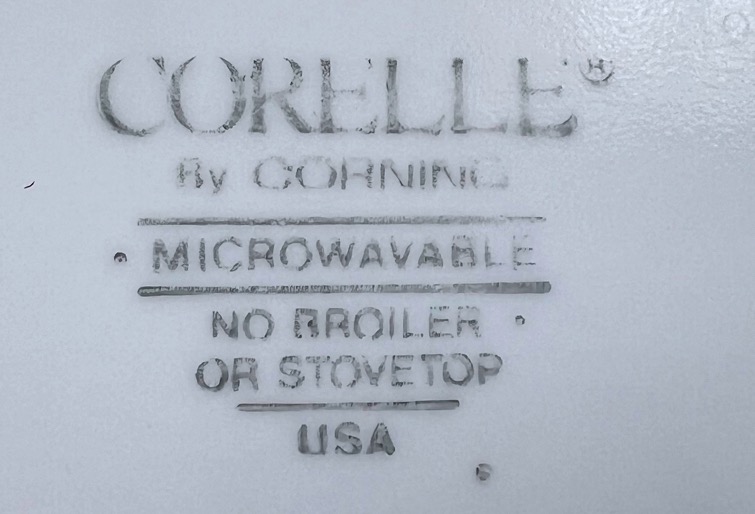 CORELLE®
By CORNING
MICROWAVABLE
NO BROILER
OR STOVETOP
USA